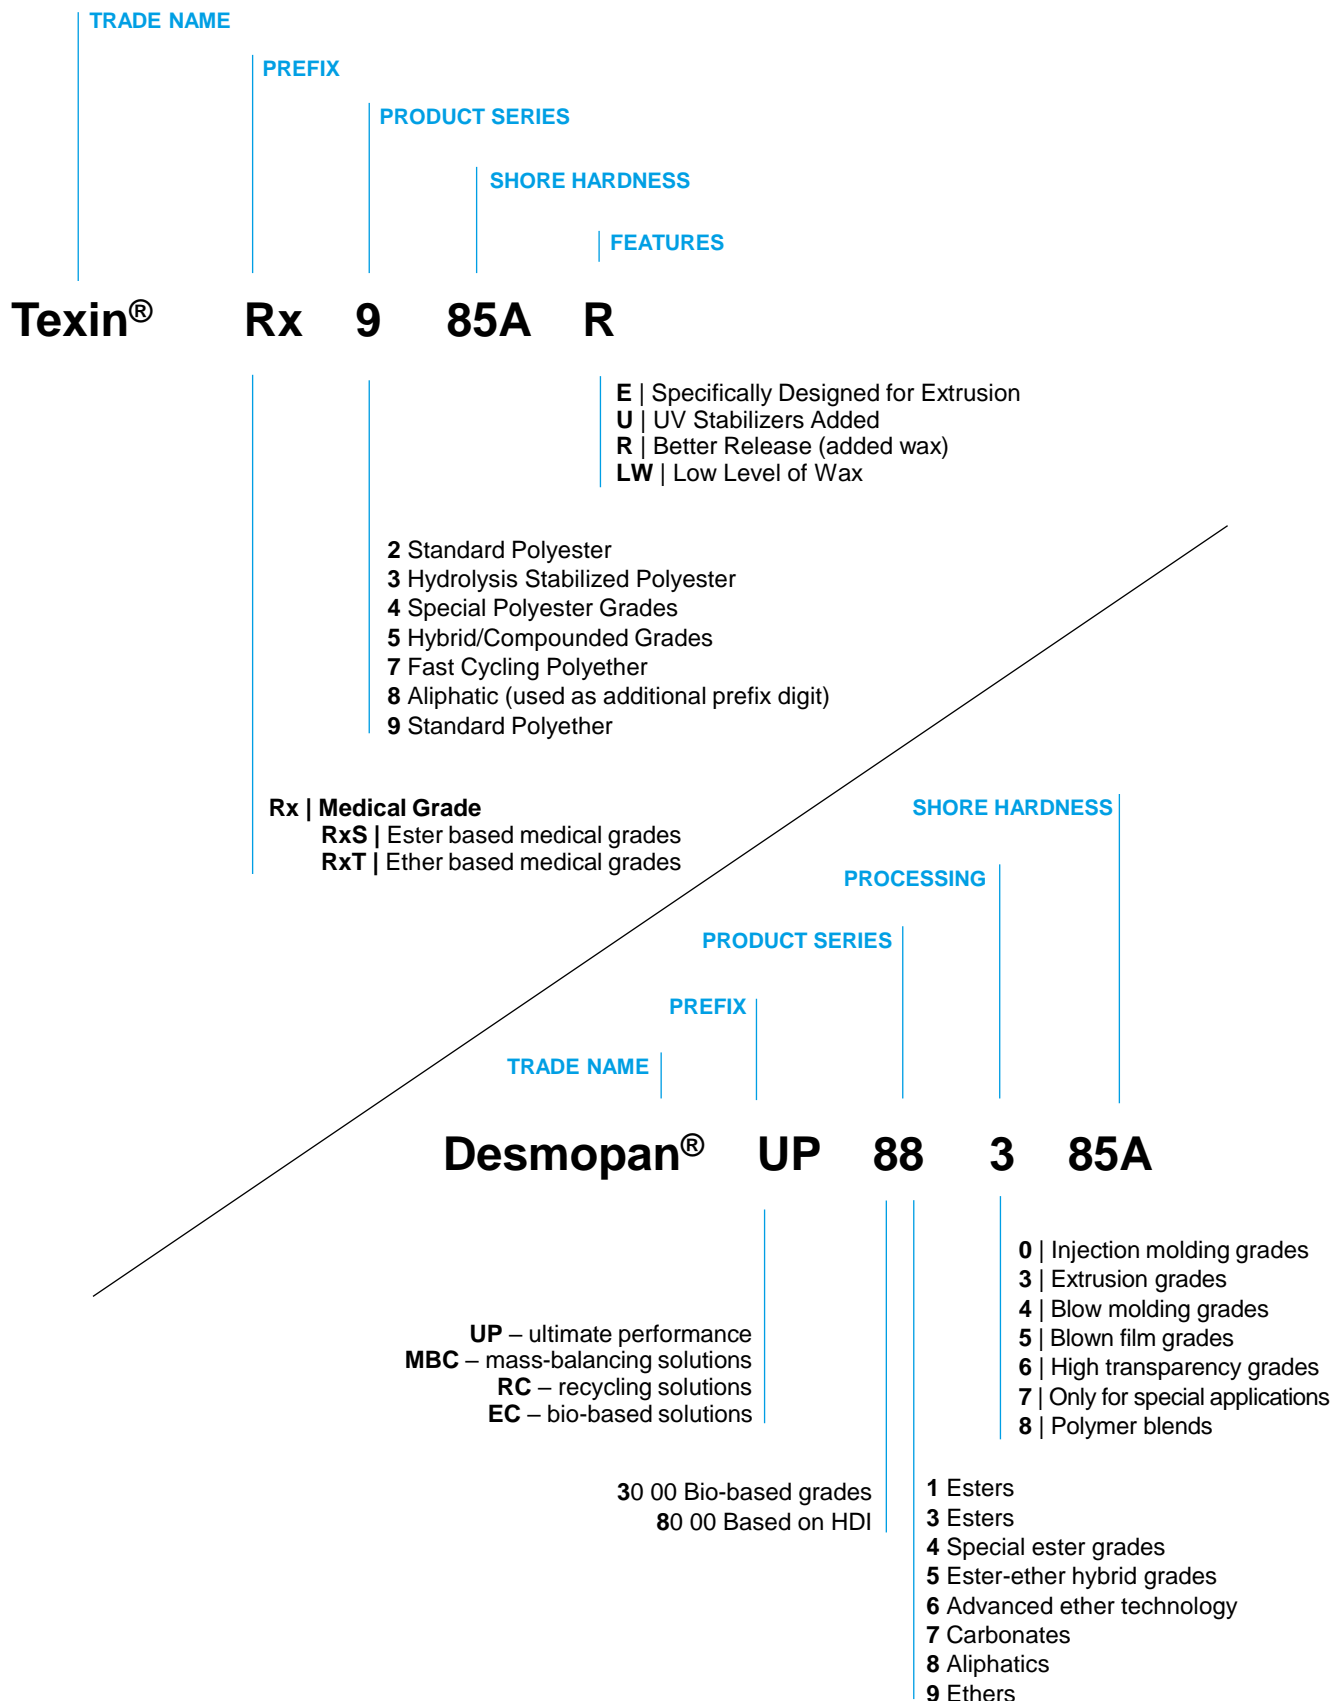 TRADE NAME
PREFIX
PRODUCT SERIES
SHORE HARDNESS
FEATURES
Texin® Rx 9 85A R
E | Specifically Designed for Extrusion
U | UV Stabilizers Added
R | Better Release (added wax)
LW | Low Level of Wax
2 Standard Polyester
3 Hydrolysis Stabilized Polyester
4 Special Polyester Grades
5 Hybrid/Compounded Grades
7 Fast Cycling Polyether
8 Aliphatic (used as additional prefix digit)
9 Standard Polyether
Rx | Medical Grade
RxS | Ester based medical grades
RxT | Ether based medical grades
SHORE HARDNESS
PROCESSING
PRODUCT SERIES
PREFIX
TRADE NAME
Desmopan® UP 88 3 85A
0 | Injection molding grades
3 | Extrusion grades
4 | Blow molding grades
5 | Blown film grades
6 | High transparency grades
7 | Only for special applications
8 | Polymer blends
UP – ultimate performance
MBC – mass-balancing solutions
RC – recycling solutions
EC – bio-based solutions
30 00 Bio-based grades
80 00 Based on HDI
1 Esters
3 Esters
4 Special ester grades
5 Ester-ether hybrid grades
6 Advanced ether technology
7 Carbonates
8 Aliphatics
9 Ethers